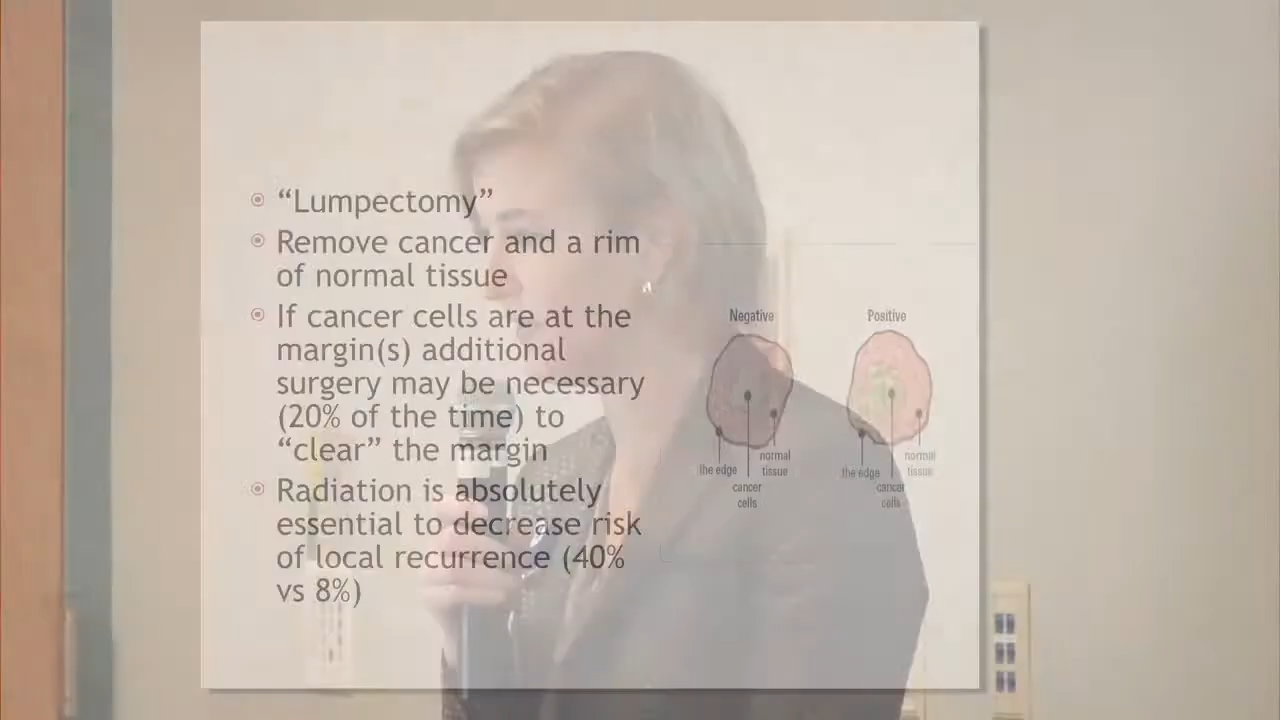 “Lumpectomy”
Remove cancer and a rim
of normal tissue
If cancer cells are at the
margin(s) additional
surgery may be necessary
(20% of the time) to
“clear” the margin
Radiation is absolutely
essential to decrease risk
of local recurrence (40%
vs 8%)
Negative
Positive
the edge
normal
tissue
cancer
cells
the edge
normal
tissue
cancer
cells